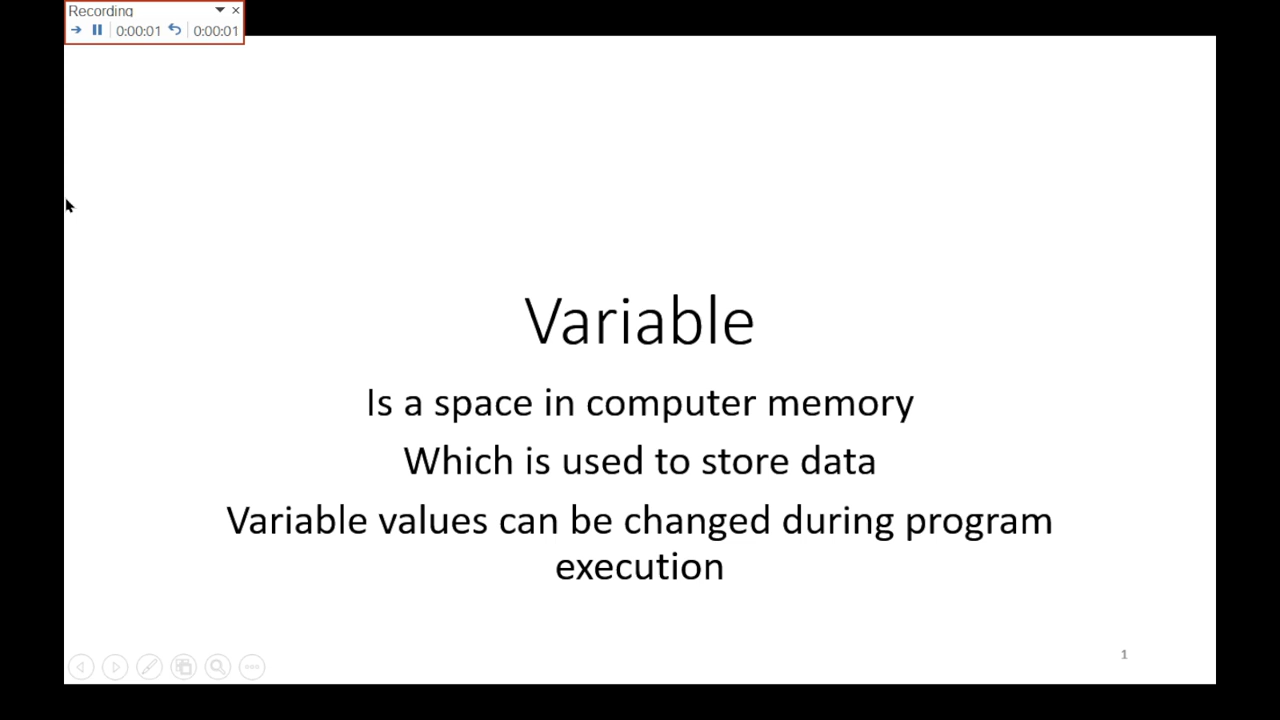 Recording
0:00:01 0:00:01
Variable
Is a space in computer memory
Which is used to store data
Variable values can be changed during program
execution
1